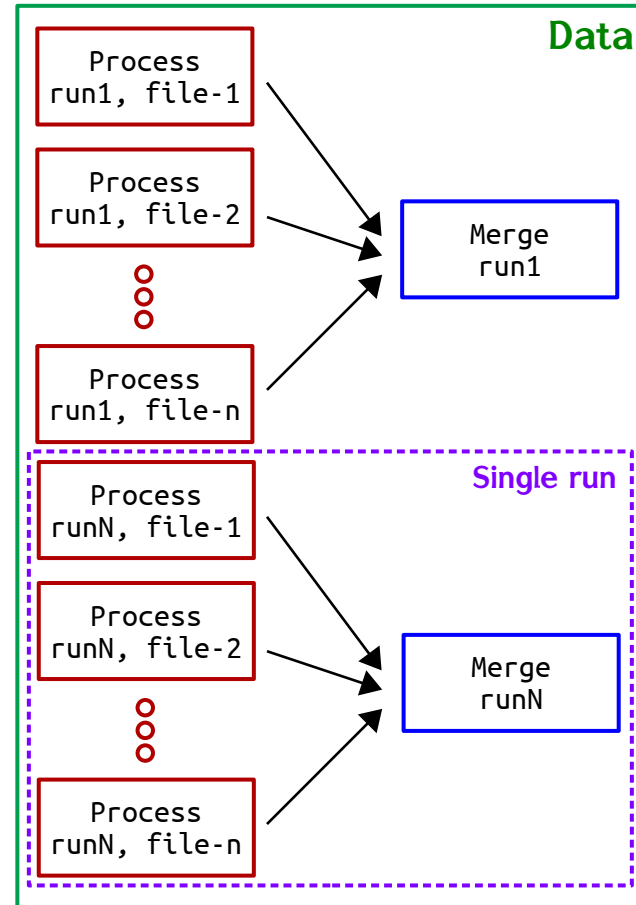 Data
Process
run1, file-1
Process
run1, file-2
Merge
run1
Process
run1, file-n
Single run
Process
runN, file-1
Process
runN, file-2
Merge
runN
Process
runN, file-n